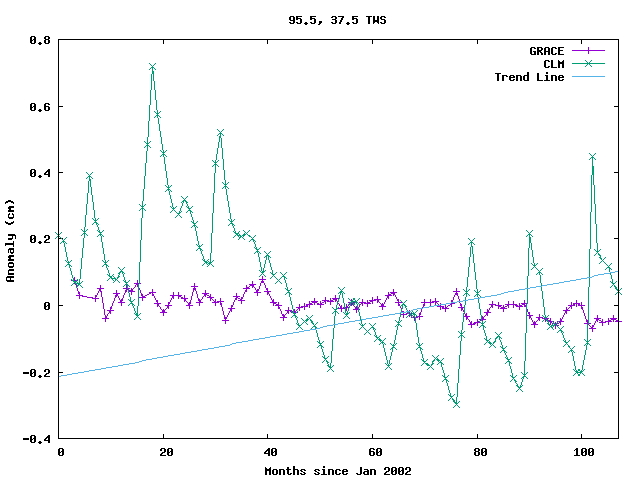 95.5, 37.5 TWS
GRACE
CLM
Trend Line
Anomaly (cm)
0.8
0.6
0.4
0.2
0
-0.2
-0.4
0 20 40 60 80 100
Months since Jan 2002